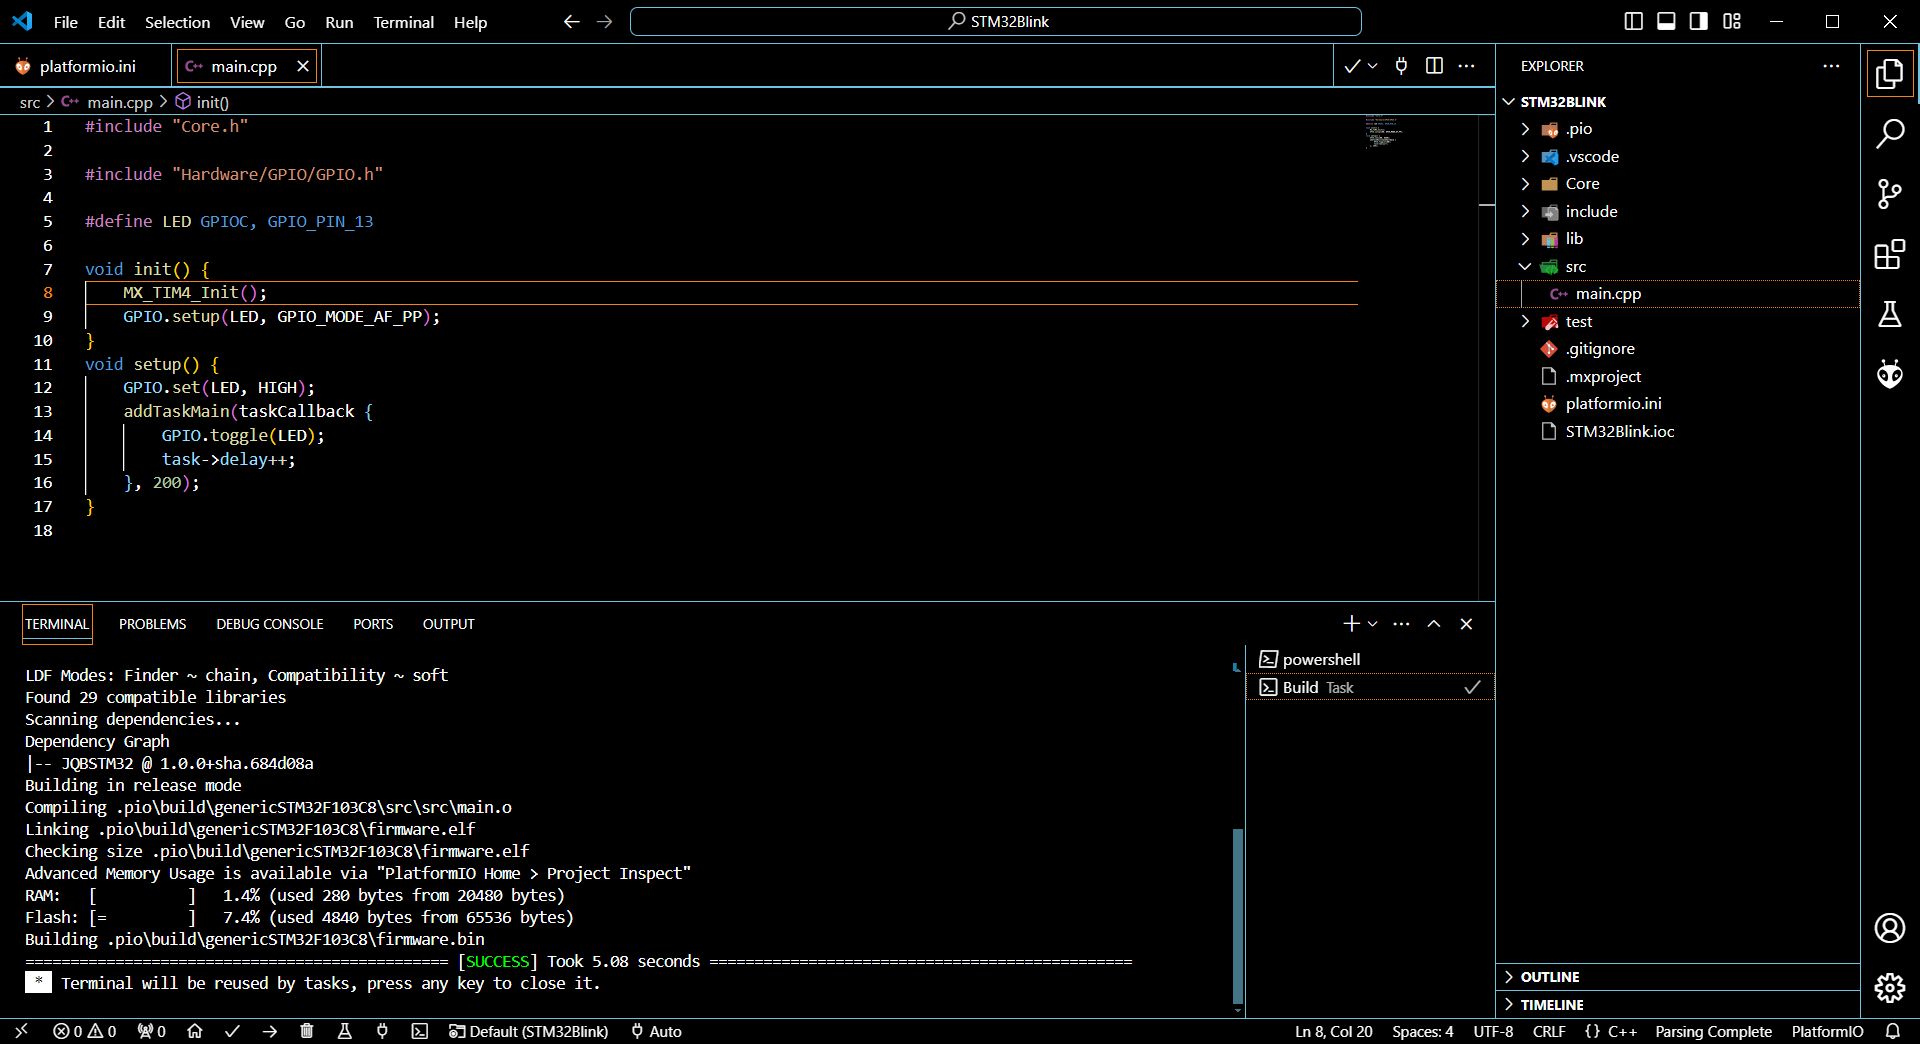 File Edit Selection View Go Run Terminal Help
STM32Blink
platformio.ini
C++ main.cpp
src > C++ main.cpp > init()
1 #include "Core.h"
2
3 #include "Hardware/GPIO/GPIO.h"
4
5 #define LED GPIOC, GPIO_PIN_13
6
7 void init() {
8 MX_TIM4_Init();
9 GPIO.setup(LED, GPIO_MODE_AF_PP);
10 }
11 void setup() {
12 GPIO.set(LED, HIGH);
13 addTaskMain(taskCallback {
14 GPIO.toggle(LED);
15 task->delay++;
16 }, 200);
17 }
18
EXPLORER
STM32BLINK
.pio
.vscode
Core
include
lib
src
C++ main.cpp
test
.gitignore
.mxproject
platformio.ini
STM32Blink.ioc
OUTLINE
TIMELINE
TERMINAL PROBLEMS DEBUG CONSOLE PORTS OUTPUT
LDF Modes: Finder ~ chain, Compatibility ~ soft
Found 29 compatible libraries
Scanning dependencies...
Dependency Graph
|-- JQBSTM32 @ 1.0.0+sha.684d08a
Building in release mode
Compiling .pio\build\genericSTM32F103C8\src\src\main.o
Linking .pio\build\genericSTM32F103C8\firmware.elf
Checking size .pio\build\genericSTM32F103C8\firmware.elf
Advanced Memory Usage is available via "PlatformIO Home > Project Inspect"
RAM: [          ] 1.4% (used 280 bytes from 20480 bytes)
Flash: [=         ] 7.4% (used 4840 bytes from 65536 bytes)
Building .pio\build\genericSTM32F103C8\firmware.bin
=============================================== [SUCCESS] Took 5.08 seconds ===============================================
* Terminal will be reused by tasks, press any key to close it.
powershell
Build Task
0 0 0 Default (STM32Blink) Auto
Ln 8, Col 20 Spaces: 4 UTF-8 CRLF {} C++ Parsing Complete PlatformIO